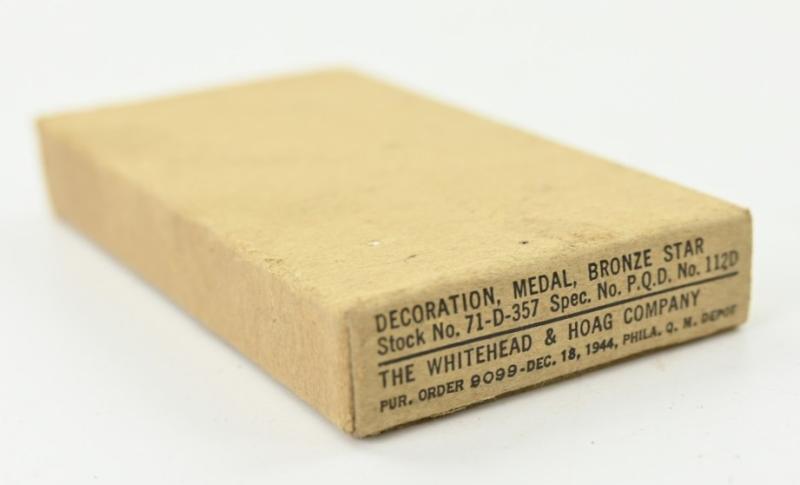 DECORATION, MEDAL, BRONZE STAR
Stock No. 71-D-357 Spec. No. P.Q.D. No. 112D
THE WHITEHEAD & HOAG COMPANY
PUR. ORDER 9099-DEC. 18, 1944, PHILA. Q. M. DEPOT